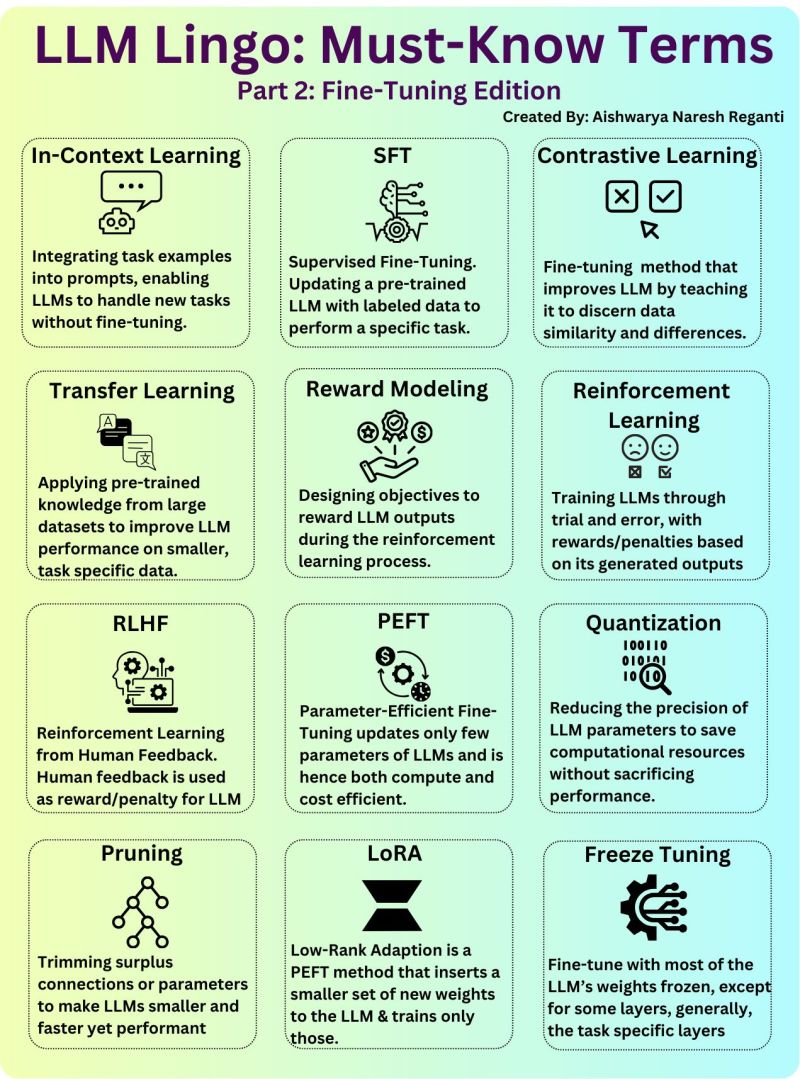 LLM Lingo: Must-Know Terms
Part 2: Fine-Tuning Edition
Created By: Aishwarya Naresh Reganti
In-Context Learning
Integrating task examples
into prompts, enabling
LLMs to handle new tasks
without fine-tuning.
SFT
Supervised Fine-Tuning.
Updating a pre-trained
LLM with labeled data to
perform a specific task.
Contrastive Learning
Fine-tuning method that
improves LLM by teaching
it to discern data
similarity and differences.
Transfer Learning
A
文
Applying pre-trained
knowledge from large
datasets to improve LLM
performance on smaller,
task specific data.
Reward Modeling
$
Designing objectives to
reward LLM outputs
during the reinforcement
learning process.
Reinforcement
Learning
Training LLMs through
trial and error, with
rewards/penalties based
on its generated outputs
RLHF
Reinforcement Learning
from Human Feedback.
Human feedback is used
as reward/penalty for LLM
PEFT
$
Parameter-Efficient Fine-
Tuning updates only few
parameters of LLMs and is
hence both compute and
cost efficient.
Quantization
100110
010101
10 10
Reducing the precision of
LLM parameters to save
computational resources
without sacrificing
performance.
Pruning
Trimming surplus
connections or parameters
to make LLMs smaller and
faster yet performant
LoRA
Low-Rank Adaption is a
PEFT method that inserts a
smaller set of new weights
to the LLM & trains only
those.
Freeze Tuning
Fine-tune with most of the
LLM's weights frozen, except
for some layers, generally,
the task specific layers